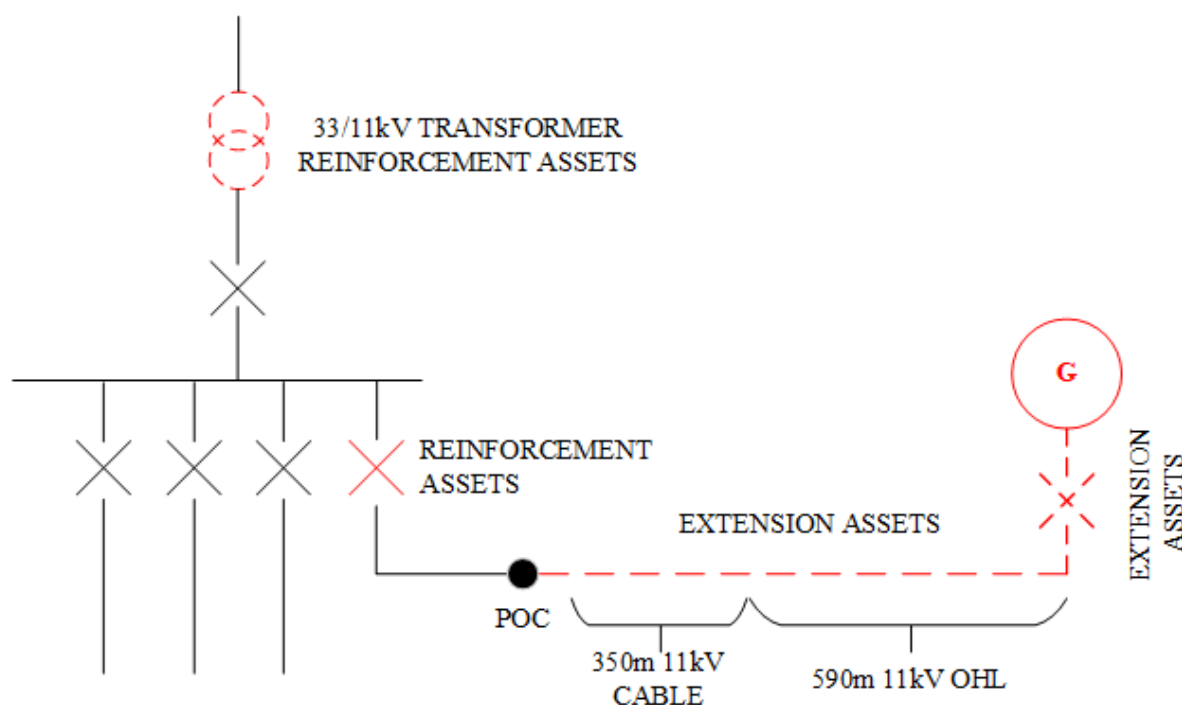 33/11kV TRANSFORMER
REINFORCEMENT ASSETS
G
REINFORCEMENT
ASSETS
EXTENSION ASSETS
EXTENSION
ASSETS
POC
350m 11kV
CABLE
590m 11kV OHL